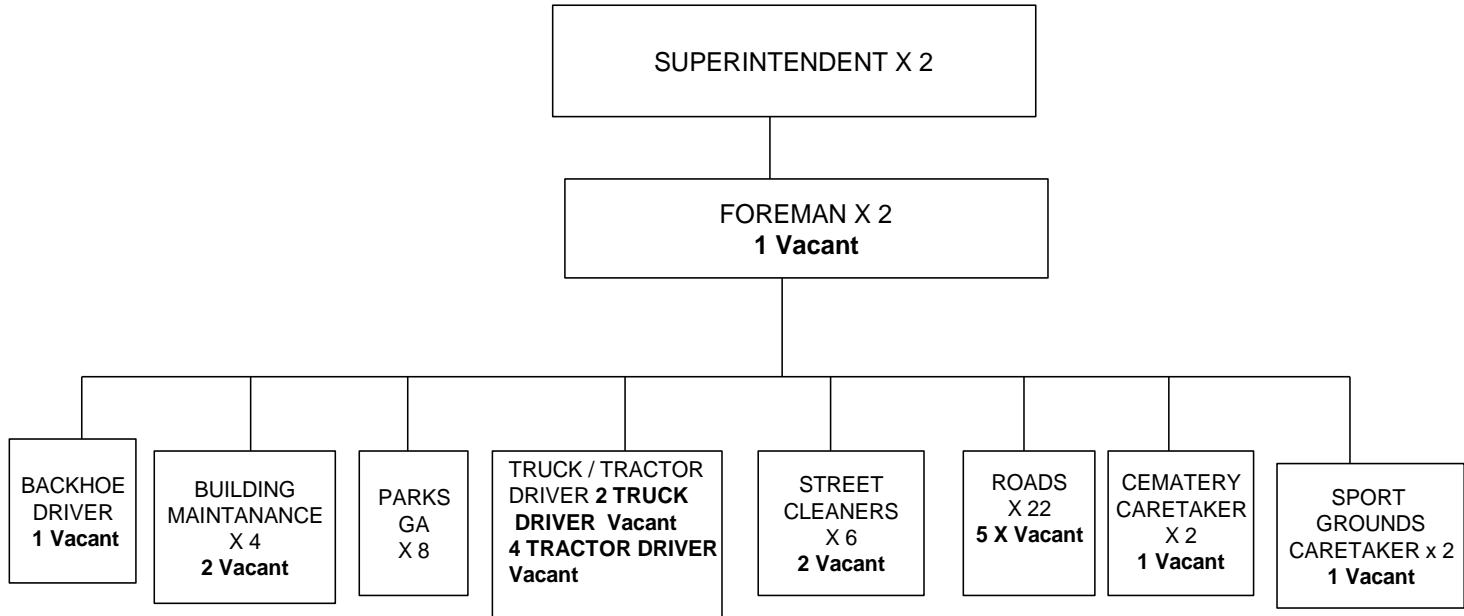 SUPERINTENDENT X 2
FOREMAN X 2
1 Vacant
BACKHOE
DRIVER
1 Vacant
BUILDING
MAINTANANCE
X 4
2 Vacant
PARKS
GA
X 8
TRUCK / TRACTOR
DRIVER 2 TRUCK
DRIVER Vacant
4 TRACTOR DRIVER
Vacant
STREET
CLEANERS
X 6
2 Vacant
ROADS
X 22
5 X Vacant
CEMATERY
CARETAKER
X 2
1 Vacant
SPORT
GROUNDS
CARETAKER x 2
1 Vacant